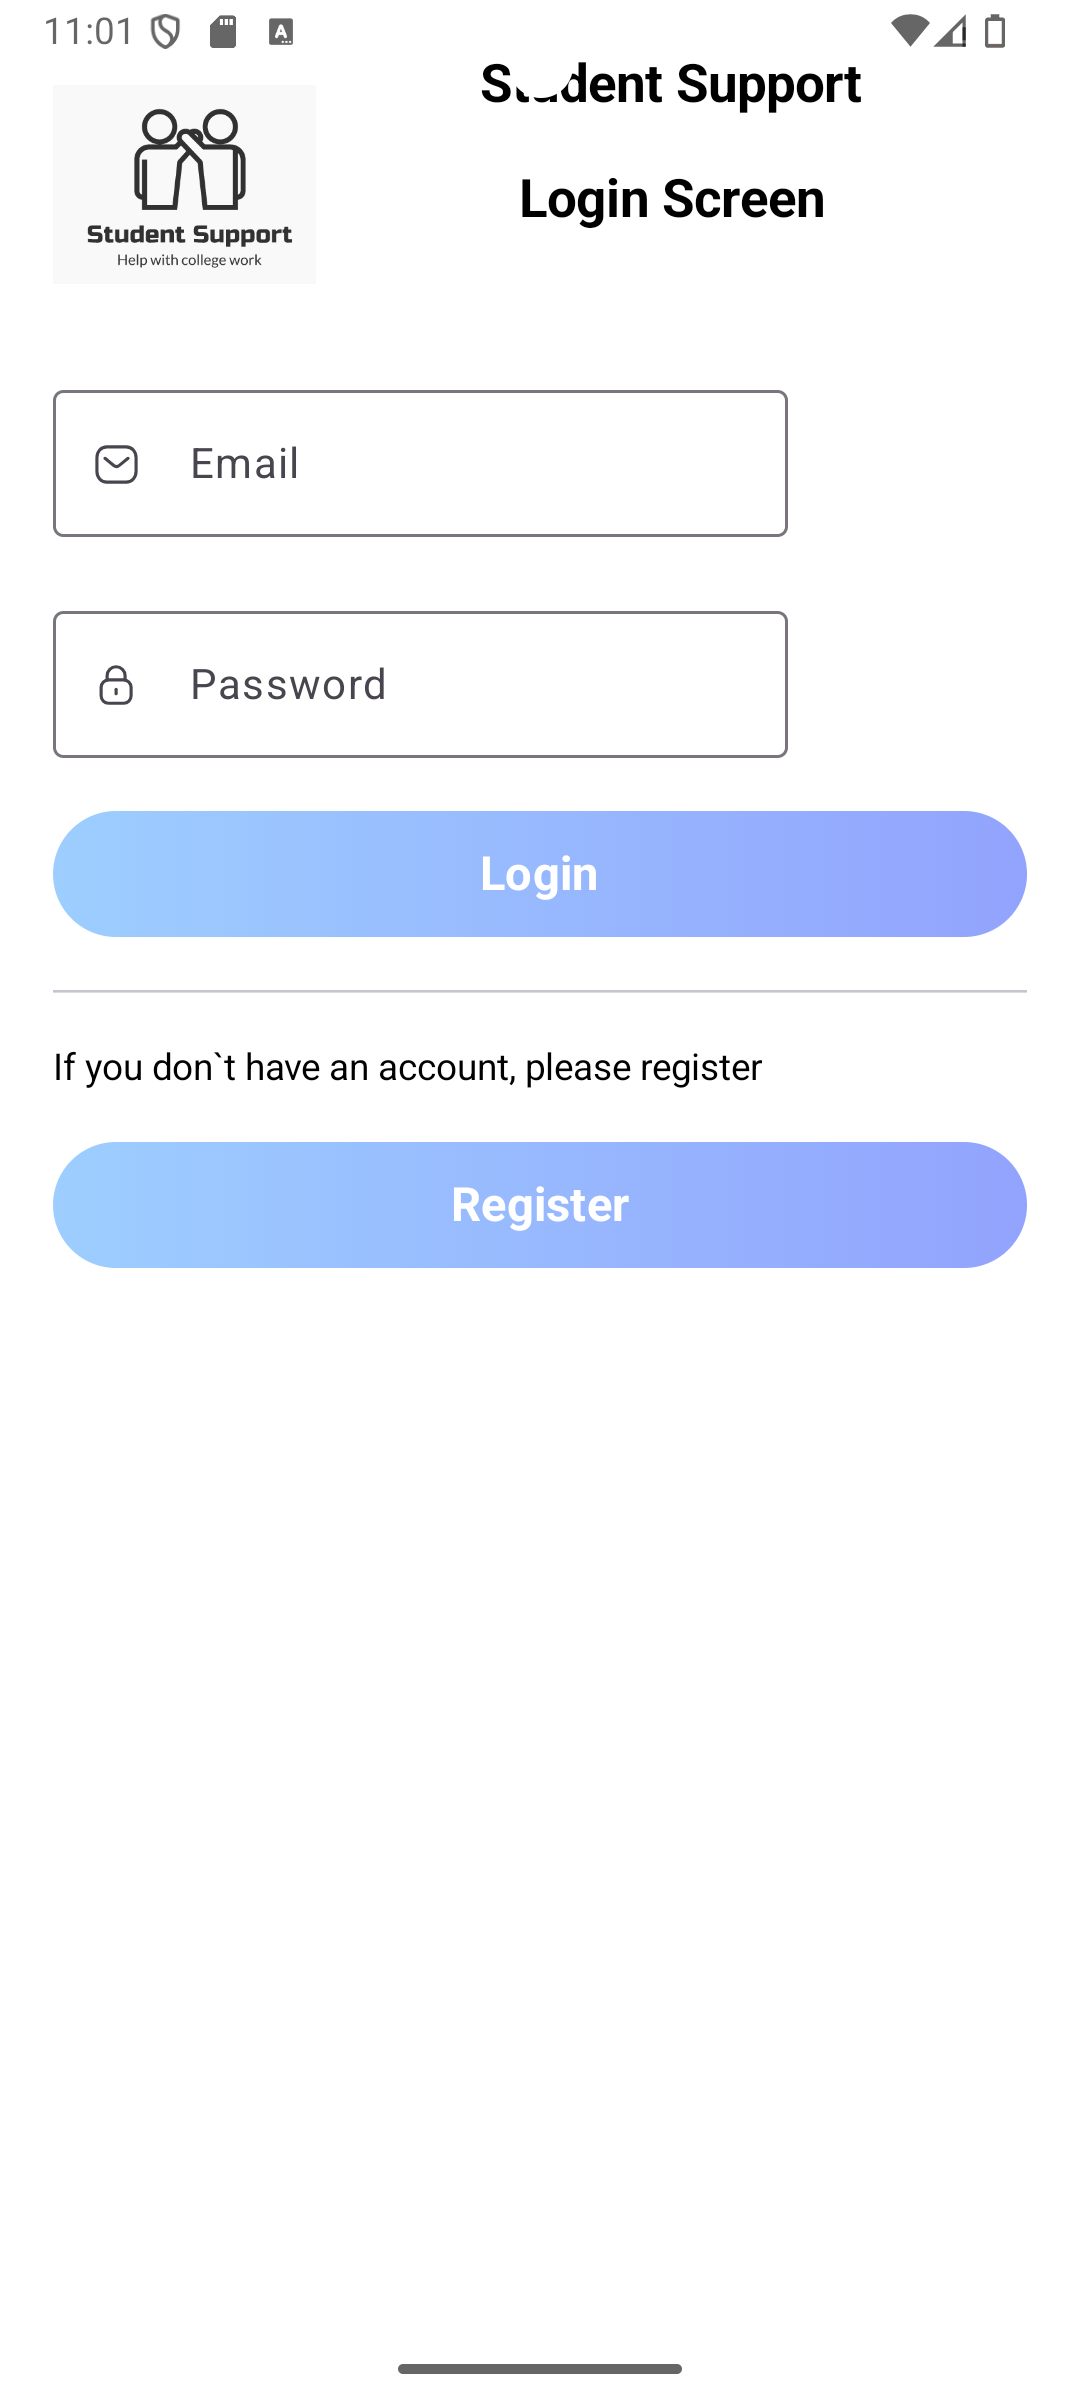 11:01
Student Support
Login Screen
Student Support
Help with college work
Email
Password
Login
If you don`t have an account, please register
Register